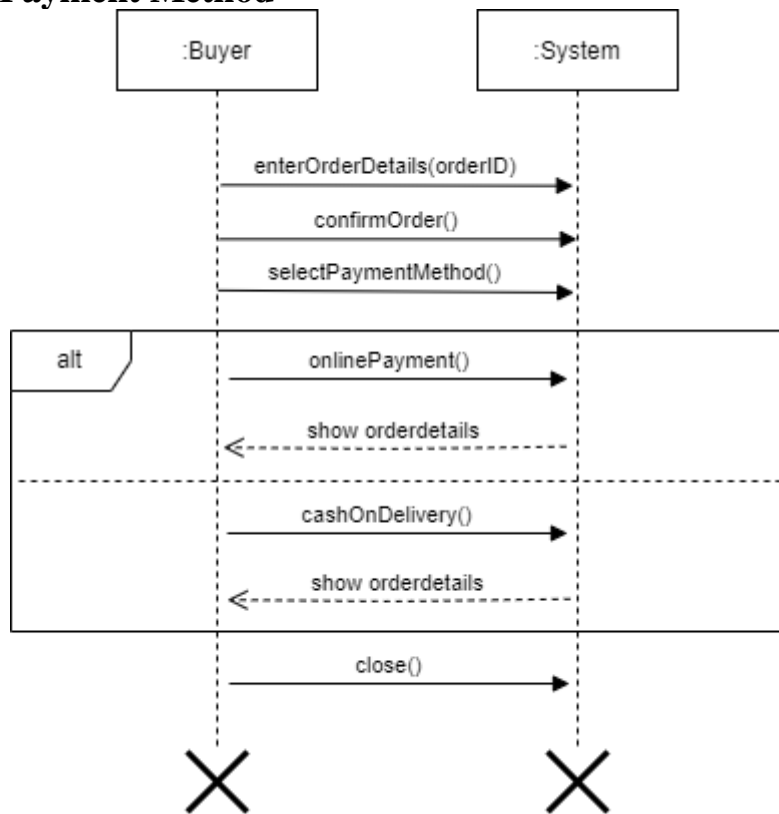 Payment Method
:Buyer
:System
enterOrderDetails(orderID)
confirmOrder()
selectPaymentMethod()
alt
onlinePayment()
show orderdetails
cashOnDelivery()
show orderdetails
close()